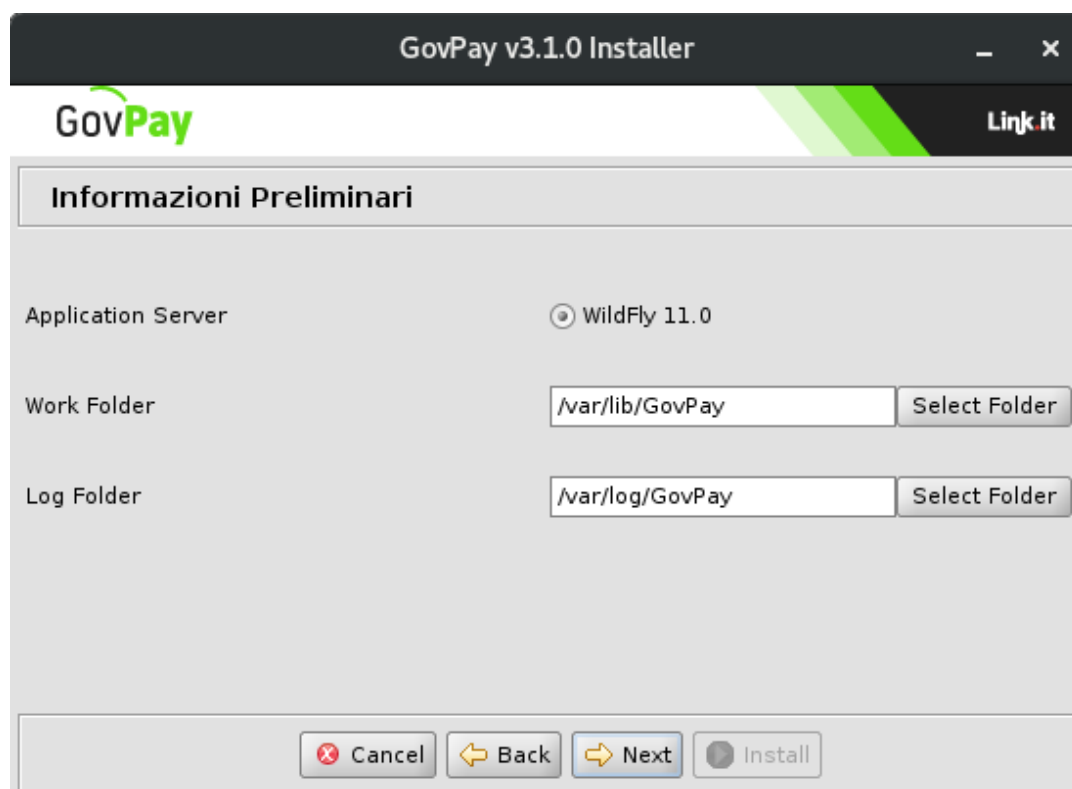 GovPay v3.1.0 Installer
GovPay
Link.it
Informazioni Preliminari
Application Server
WildFly 11.0
Work Folder
/var/lib/GovPay
Select Folder
Log Folder
/var/log/GovPay
Select Folder
Cancel
Back
Next
Install